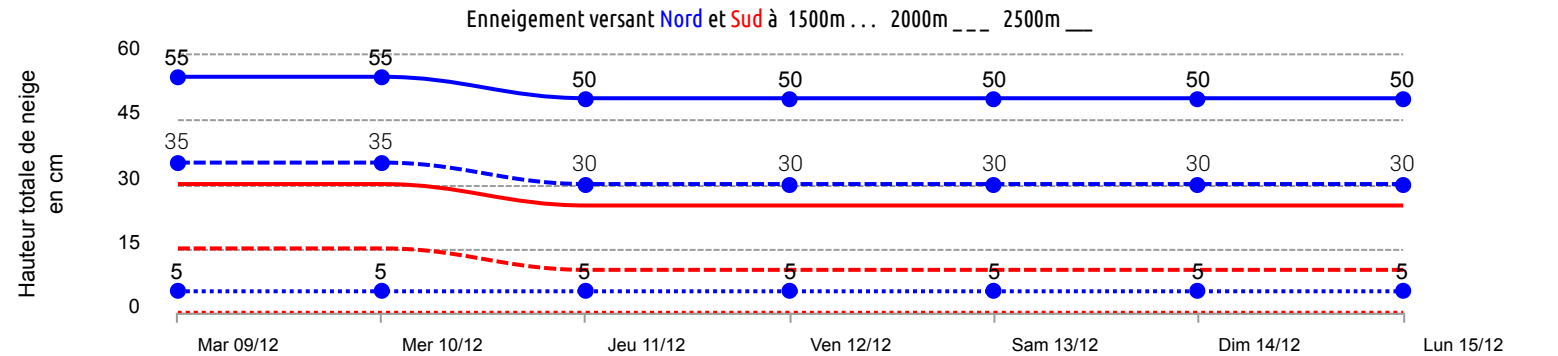 Enneigement versant Nord et Sud à 1500m . . . 2000m _ _ _ 2500m ___
Hauteur totale de neige
en cm
60
45
30
15
0
55 55 50 50 50 50 50
35 35 30 30 30 30 30
5 5 5 5 5 5 5
Mar 09/12 Mer 10/12 Jeu 11/12 Ven 12/12 Sam 13/12 Dim 14/12 Lun 15/12